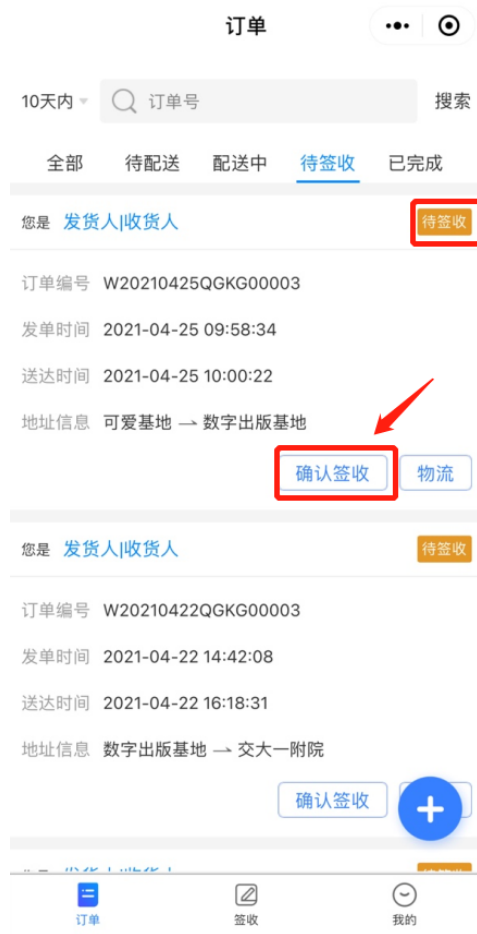 订单
10天内 订单号 搜索
全部 待配送 配送中 待签收 已完成
您是 发货人|收货人 待签收
订单编号 W20210425QGKG00003
发单时间 2021-04-25 09:58:34
送达时间 2021-04-25 10:00:22
地址信息 可爱基地 → 数字出版基地
确认签收 物流
您是 发货人|收货人 待签收
订单编号 W20210422QGKG00003
发单时间 2021-04-22 14:42:08
送达时间 2021-04-22 16:18:31
地址信息 数字出版基地 → 交大一附院
确认签收
订单 签收 我的